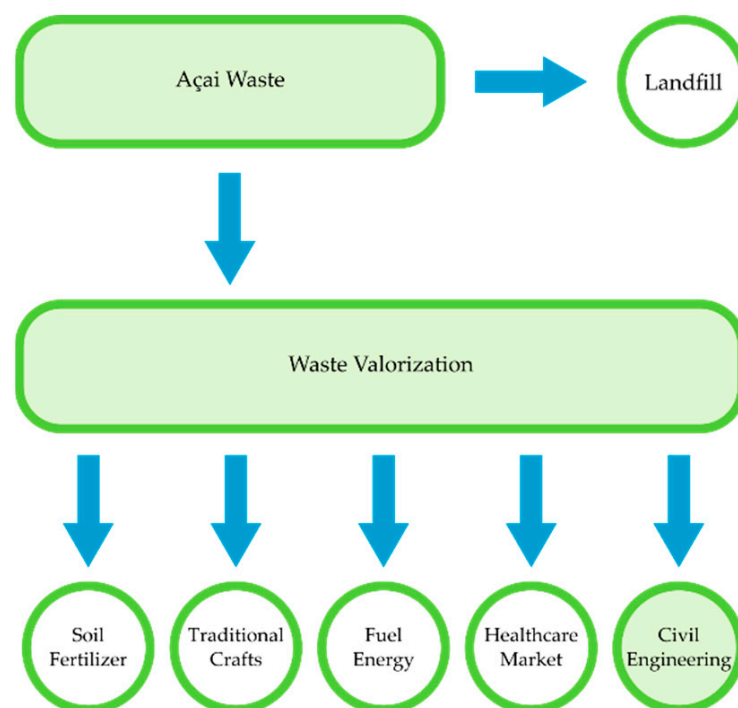 Açai Waste
Landfill
Waste Valorization
Soil
Fertilizer
Traditional
Crafts
Fuel
Energy
Healthcare
Market
Civil
Engineering